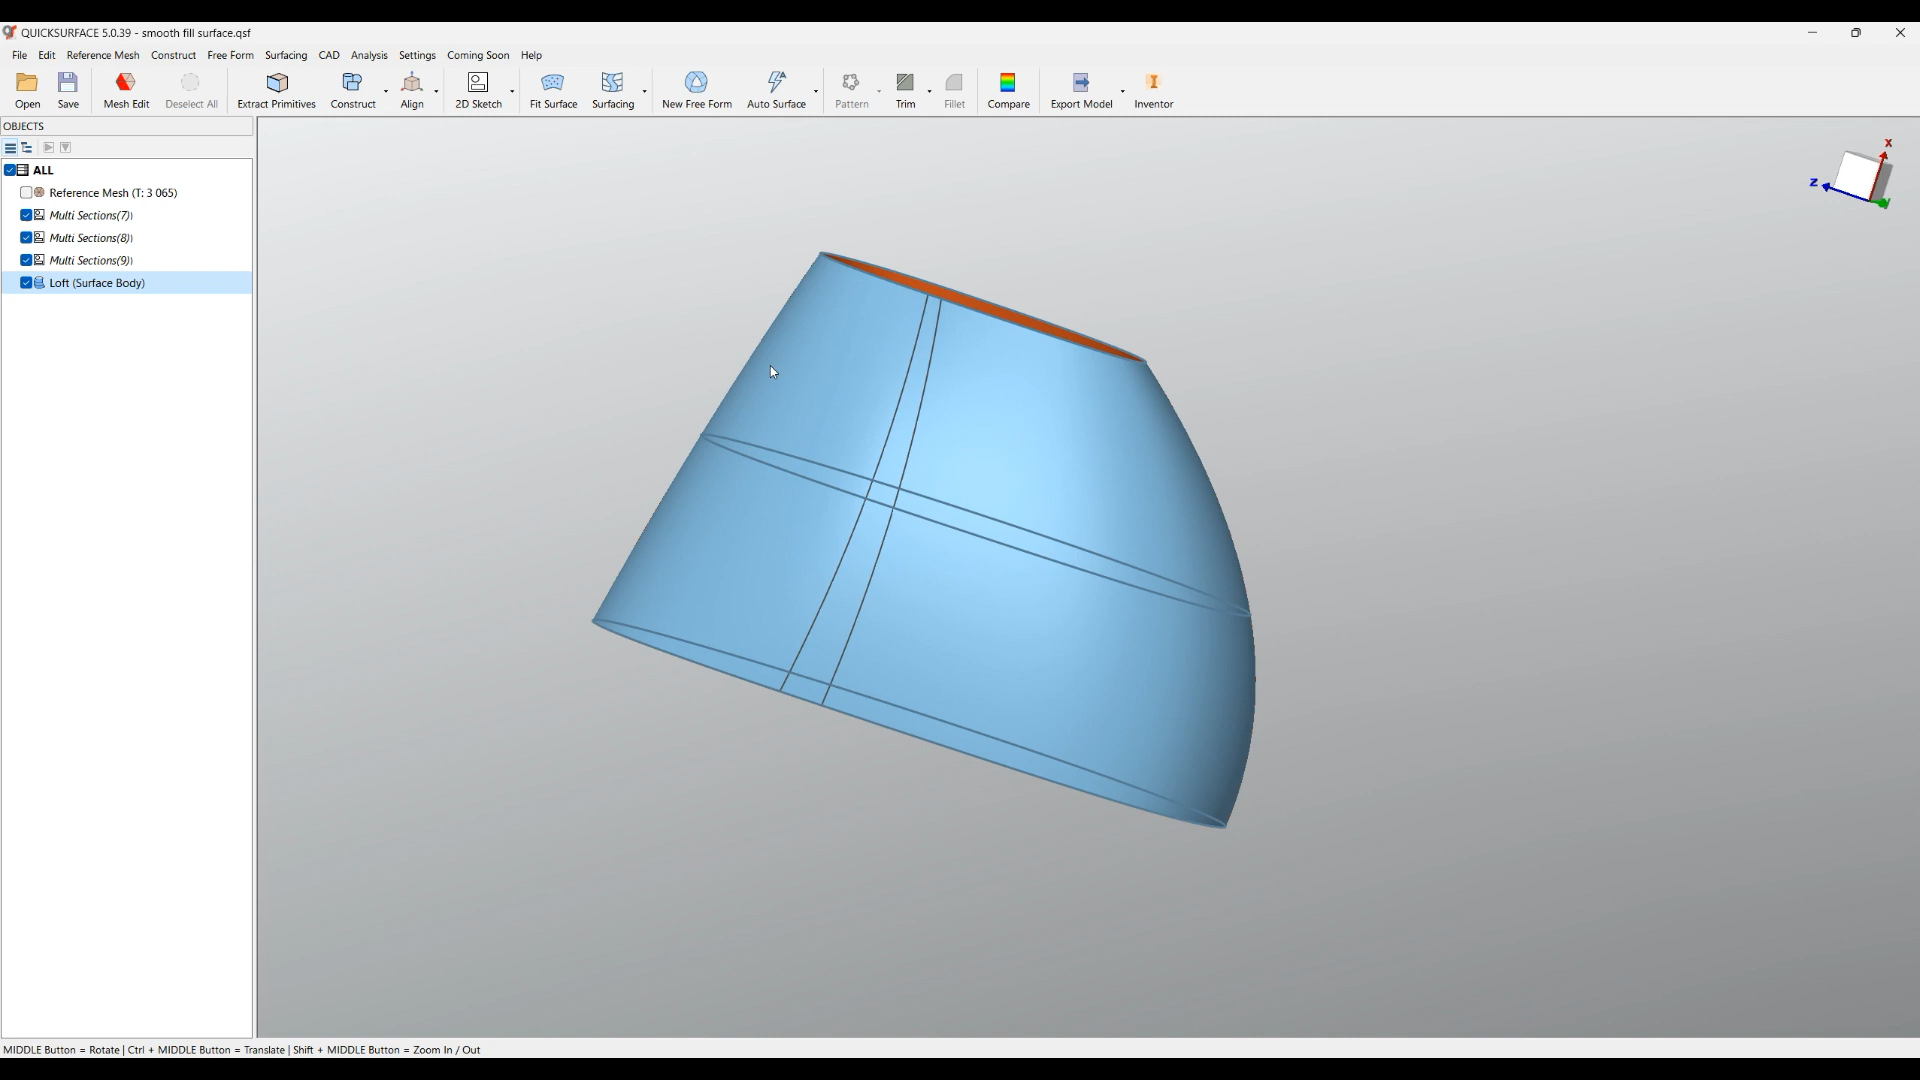 QUICKSURFACE 5.0.39 - smooth fill surface.qsf
File Edit Reference Mesh Construct Free Form Surfacing CAD Analysis Settings Coming Soon Help
Open Save Mesh Edit Deselect All Extract Primitives Construct Align 2D Sketch Fit Surface Surfacing New Free Form Auto Surface Pattern Trim Fillet Compare Export Model Inventor
OBJECTS
ALL
Reference Mesh (T: 3 065)
Multi Sections(7))
Multi Sections(8))
Multi Sections(9))
Loft (Surface Body)
X
Z
Y
MIDDLE Button = Rotate | Ctrl + MIDDLE Button = Translate | Shift + MIDDLE Button = Zoom In / Out